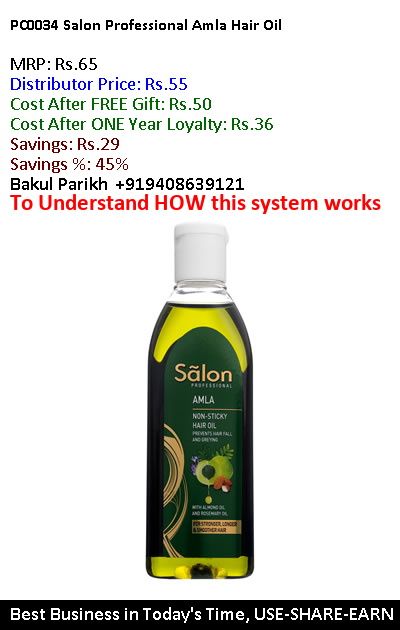 PC0034 Salon Professional Amla Hair Oil
MRP: Rs.65
Distributor Price: Rs.55
Cost After FREE Gift: Rs.50
Cost After ONE Year Loyalty: Rs.36
Savings: Rs.29
Savings %: 45%
Bakul Parikh +919408639121
To Understand HOW this system works
Sãlon
PROFESSIONAL
AMLA
NON-STICKY
HAIR OIL
PREVENTS HAIR FALL
AND GREYING
WITH ALMOND OIL
AND ROSEMARY OIL
FOR STRONGER, LONGER
& SMOOTHER HAIR
Best Business in Today's Time, USE-SHARE-EARN